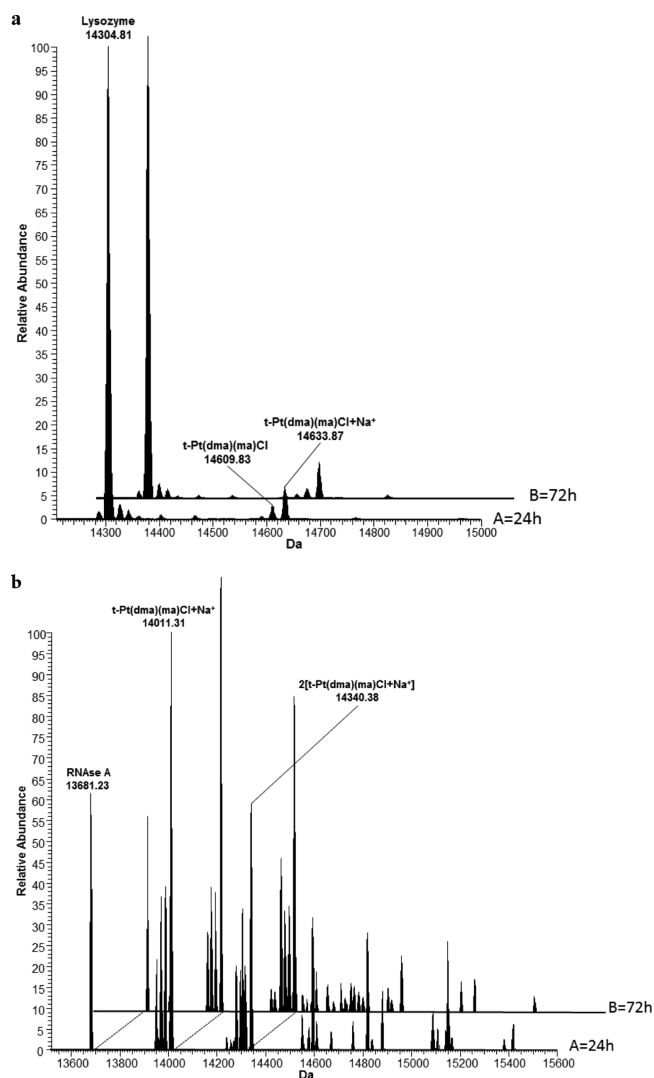 a
Lysozyme
14304.81
100
95
90
85
80
75
70
65
60
55
50
45
40
35
30
25
20
15
10
5
0
Relative Abundance
t-Pt(dma)(ma)Cl+Na⁺
14633.87
t-Pt(dma)(ma)Cl
14609.83
B=72h
A=24h
14300 14400 14500 14600 14700 14800 14900 15000
Da
b
t-Pt(dma)(ma)Cl+Na⁺
14011.31
2[t-Pt(dma)(ma)Cl+Na⁺]
14340.38
RNAse A
13681.23
100
95
90
85
80
75
70
65
60
55
50
45
40
35
30
25
20
15
10
5
0
Relative Abundance
B=72h
A=24h
13600 13800 14000 14200 14400 14600 14800 15000 15200 15400 15600
Da